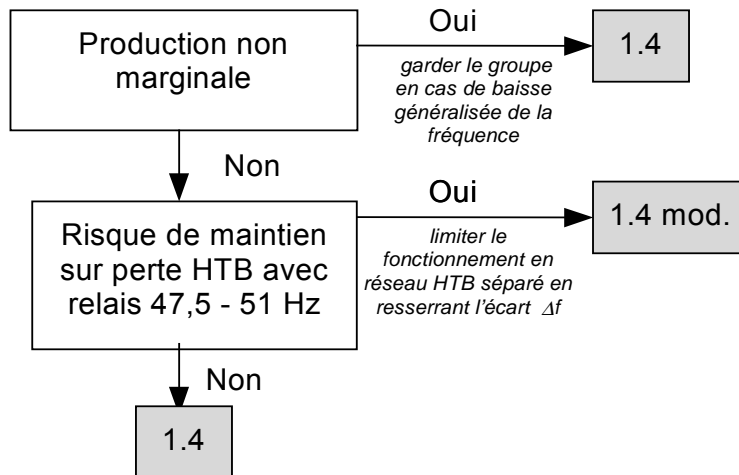 Production non
marginale
Oui
garder le groupe
en cas de baisse
généralisée de la
fréquence
1.4
Non
Risque de maintien
sur perte HTB avec
relais 47,5 - 51 Hz
Oui
limiter le
fonctionnement en
réseau HTB séparé en
resserrant l'écart Δf
1.4 mod.
Non
1.4